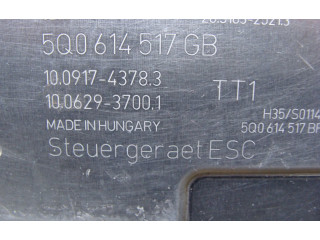 5Q0 614 517 GB
10.0917-4378.3
10.0629-3700.1
TT1
H35/S0114
MADE IN HUNGARY
5Q0 614 517 BF
Steuergeraet ESC